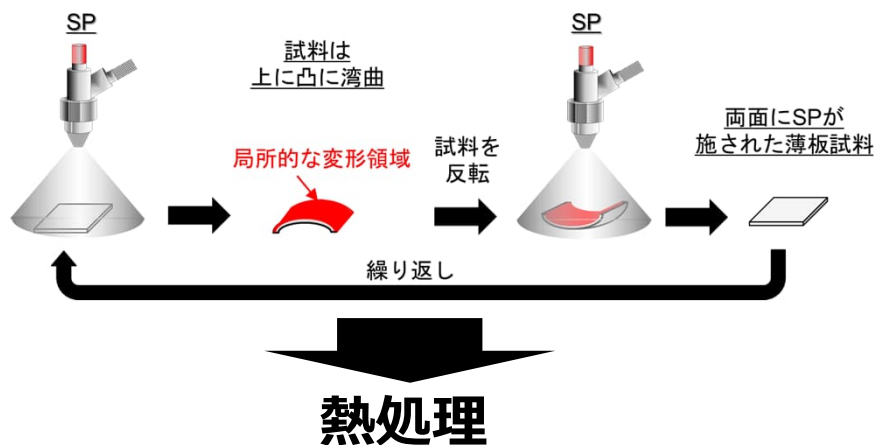 SP
試料は
上に凸に湾曲
局所的な変形領域
試料を
反転
SP
両面にSPが
施された薄板試料
繰り返し
熱処理